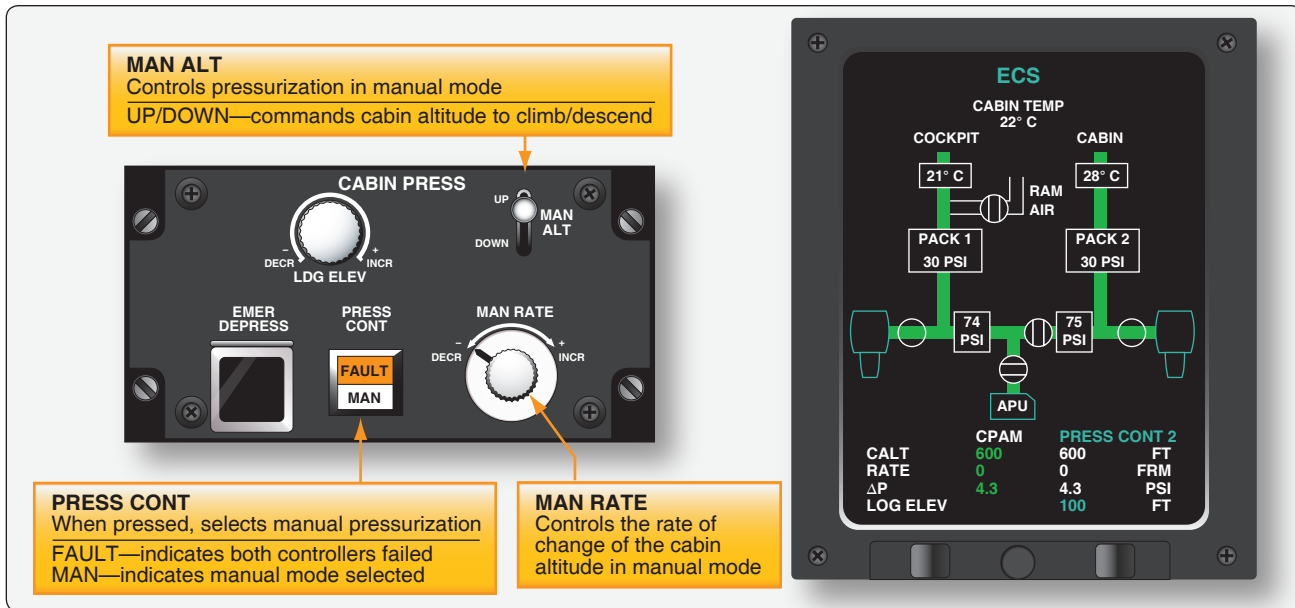 MAN ALT
Controls pressurization in manual mode
UP/DOWN—commands cabin altitude to climb/descend
CABIN PRESS
UP
MAN
ALT
DOWN
−
+
DECR
INCR
LDG ELEV
EMER
DEPRESS
PRESS
CONT
FAULT
MAN
MAN RATE
−
+
DECR
INCR
PRESS CONT
When pressed, selects manual pressurization
FAULT—indicates both controllers failed
MAN—indicates manual mode selected
MAN RATE
Controls the rate of
change of the cabin
altitude in manual mode
ECS
CABIN TEMP
22° C
COCKPIT CABIN
21° C 28° C
RAM
AIR
PACK 1 PACK 2
30 PSI 30 PSI
74 75
PSI PSI
APU
CPAM PRESS CONT 2
CALT 600 600 FT
RATE 0 0 FRM
ΔP 4.3 4.3 PSI
LOG ELEV 100 FT